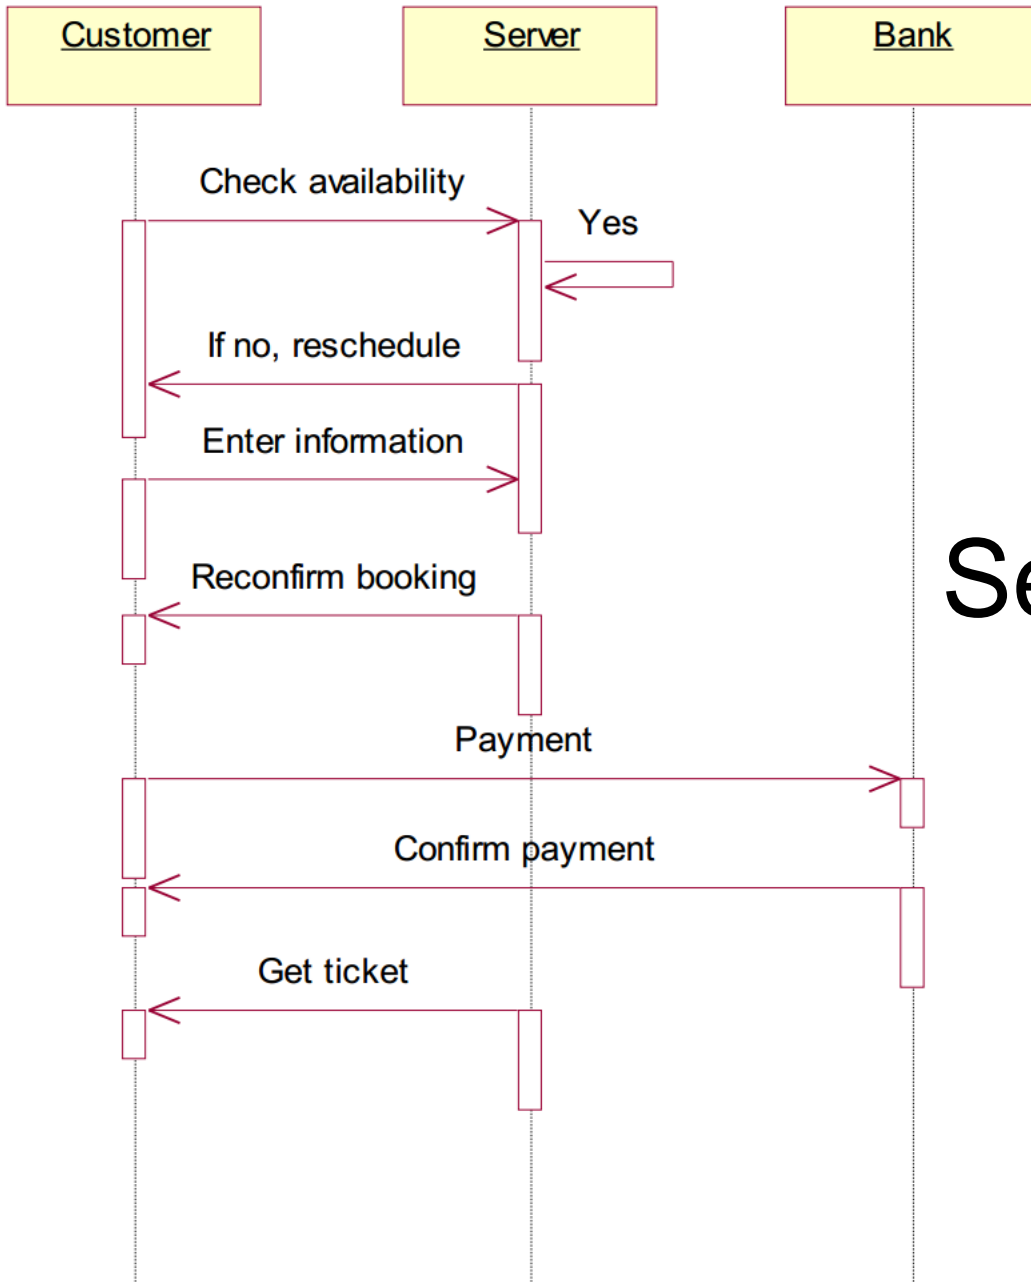 Customer
Server
Bank
Check availability
Yes
If no, reschedule
Enter information
Reconfirm booking
Payment
Confirm payment
Get ticket